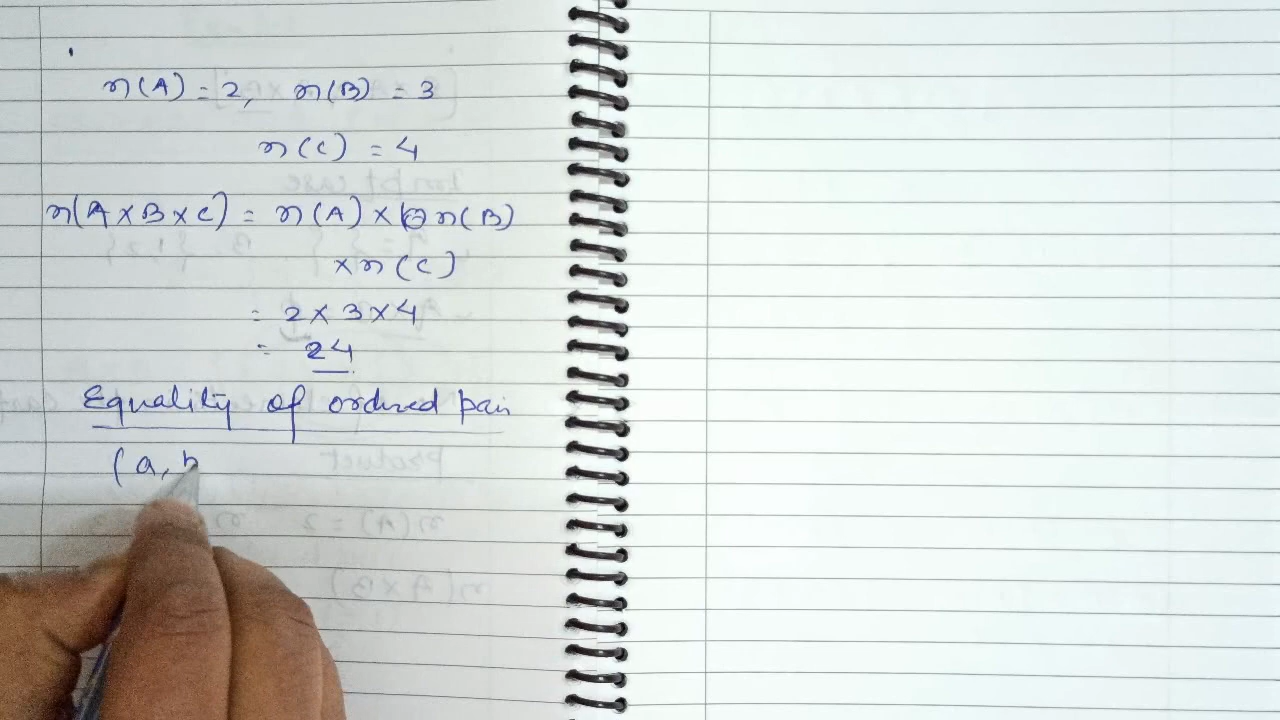 n(A) = 2, n(B) = 3
n(C) = 4
n(A×B×C) = n(A) × n(B)
×n(C)
= 2×3×4
= 24
Equality of ordered pair
(a, b